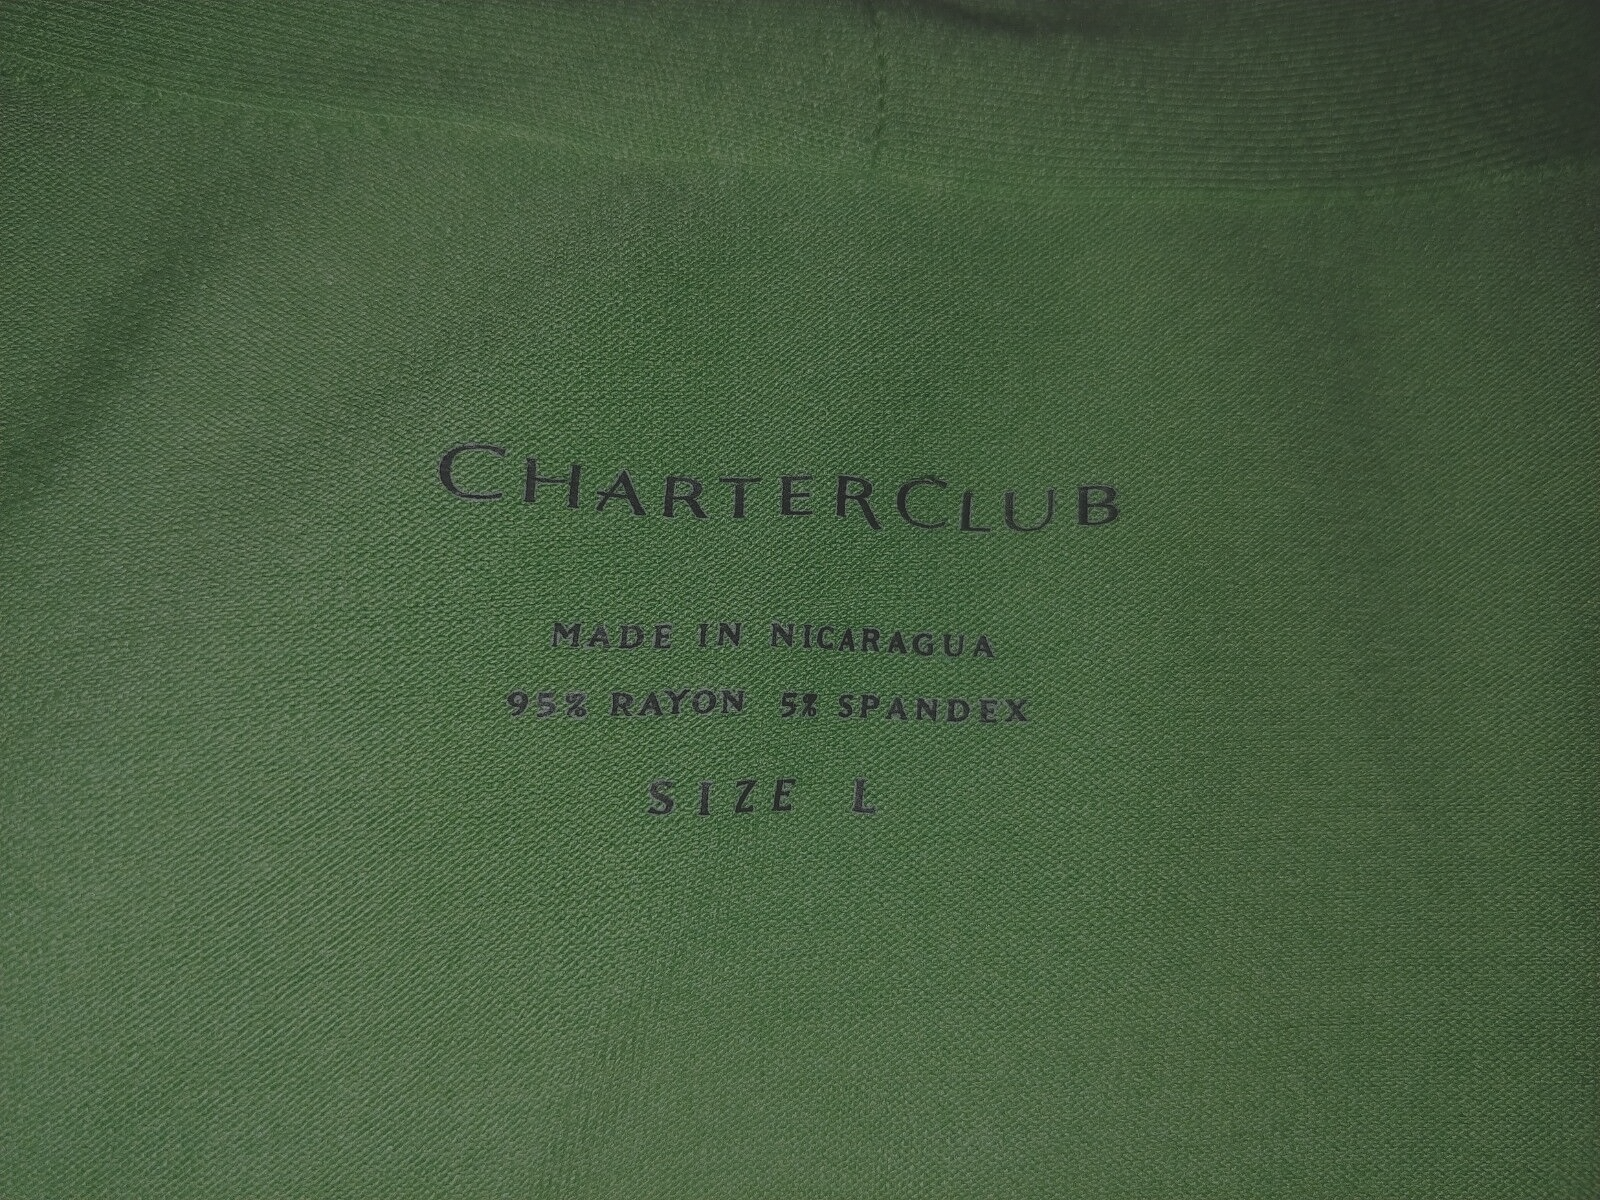 CHARTERCLUB
MADE IN NICARAGUA
95% RAYON 5% SPANDEX
SIZE L